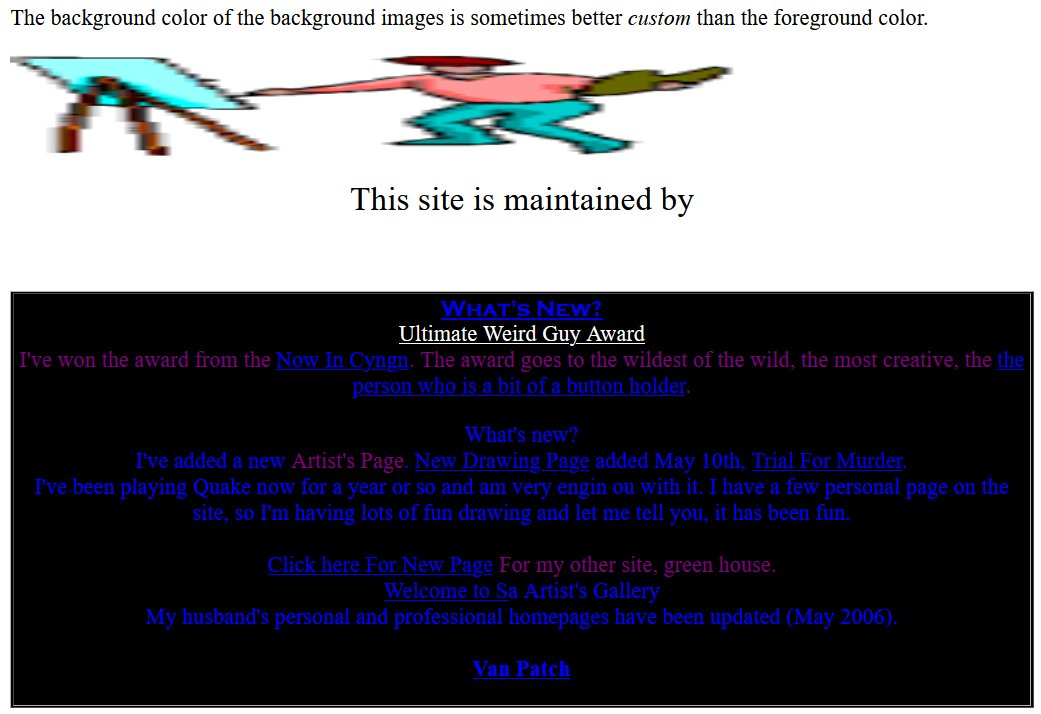 The background color of the background images is sometimes better custom than the foreground color.
This site is maintained by
What's New?
Ultimate Weird Guy Award
I've won the award from the Now In Cyngn. The award goes to the wildest of the wild, the most creative, the the
person who is a bit of a button holder.
What's new?
I've added a new Artist's Page. New Drawing Page added May 10th, Trial For Murder.
I've been playing Quake now for a year or so and am very engin ou with it. I have a few personal page on the
site, so I'm having lots of fun drawing and let me tell you, it has been fun.
Click here For New Page For my other site, green house.
Welcome to Sa Artist's Gallery
My husband's personal and professional homepages have been updated (May 2006).
Van Patch